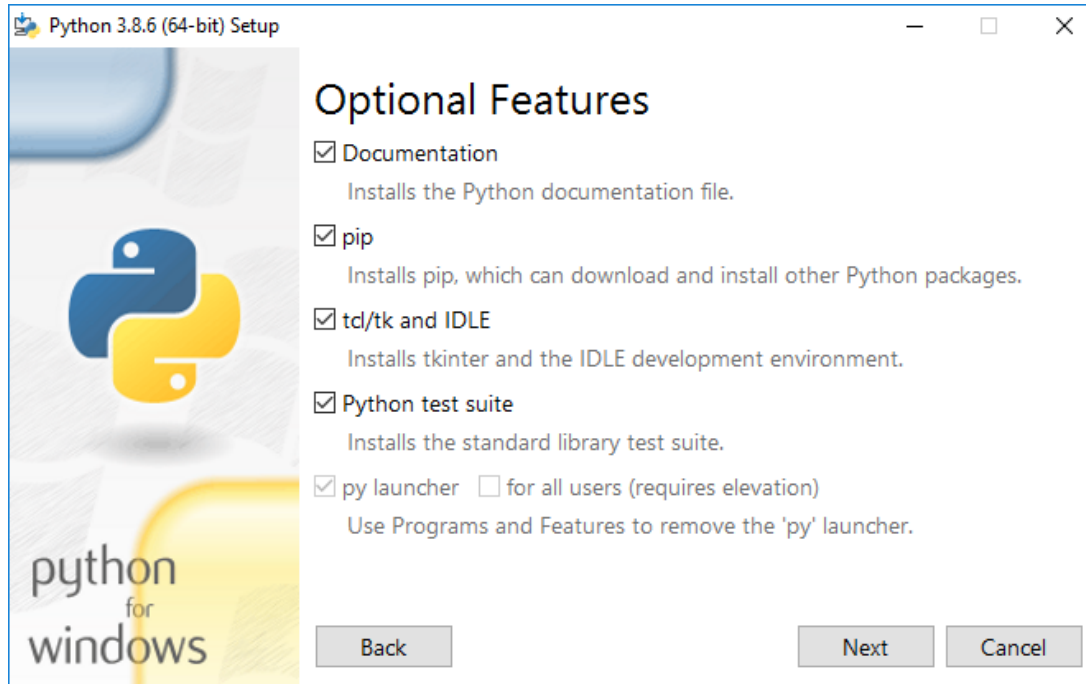 Python 3.8.6 (64-bit) Setup
Optional Features
Documentation
Installs the Python documentation file.
pip
Installs pip, which can download and install other Python packages.
tcl/tk and IDLE
Installs tkinter and the IDLE development environment.
Python test suite
Installs the standard library test suite.
py launcher for all users (requires elevation)
Use Programs and Features to remove the 'py' launcher.
python
for
windows
Back Next Cancel